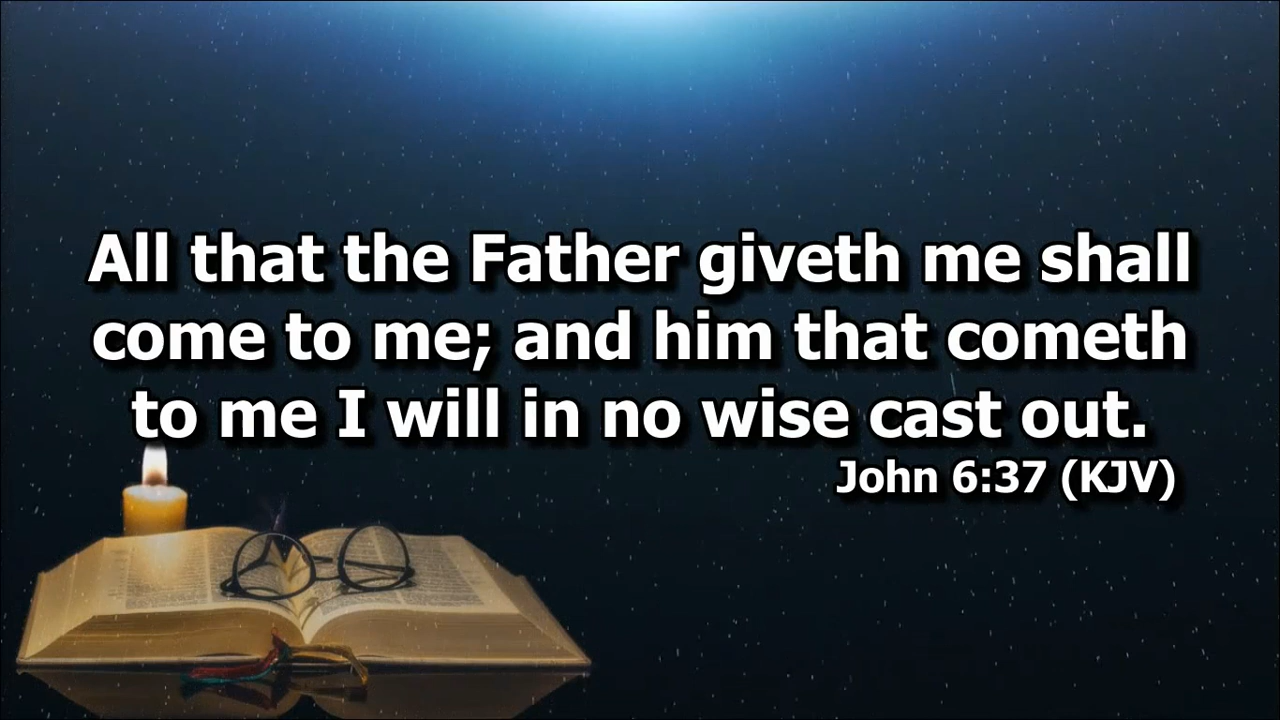 All that the Father giveth me shall
come to me; and him that cometh
to me I will in no wise cast out.
John 6:37 (KJV)